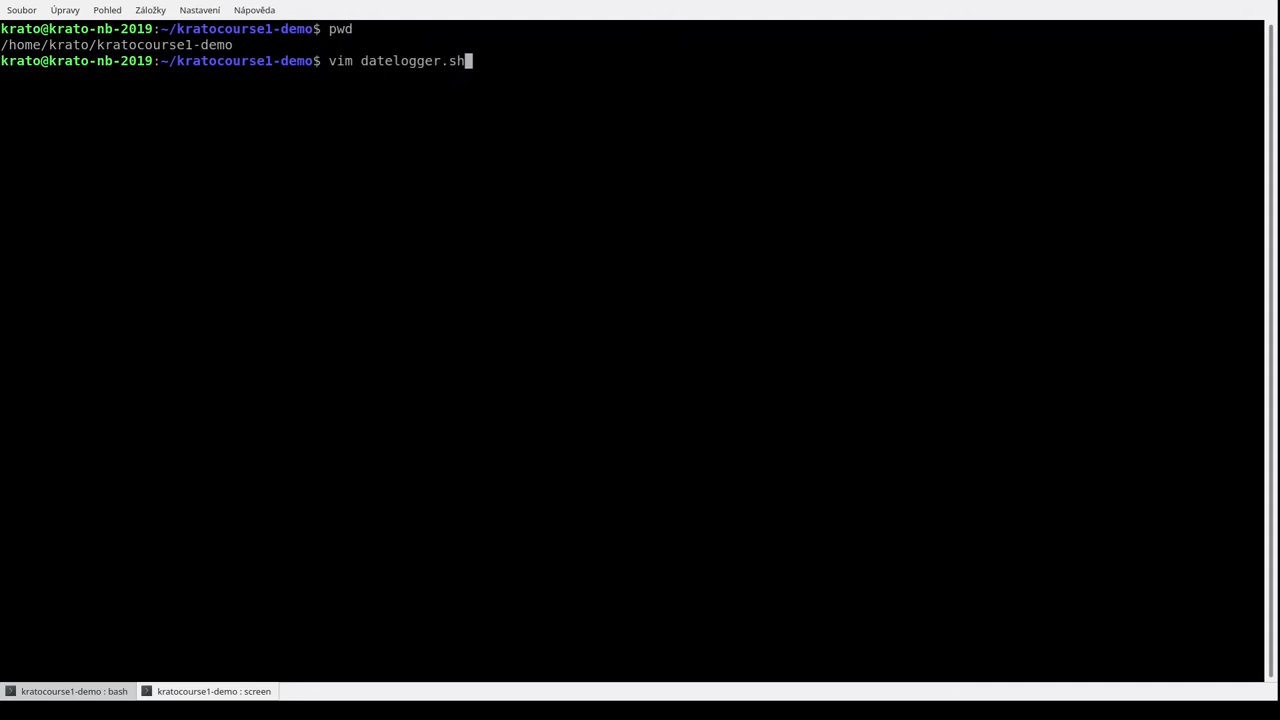 Soubor Úpravy Pohled Záložky Nastavení Nápověda
krato@krato-nb-2019:~/kratocourse1-demo$ pwd
/home/krato/kratocourse1-demo
krato@krato-nb-2019:~/kratocourse1-demo$ vim datelogger.sh
kratocourse1-demo : bash kratocourse1-demo : screen